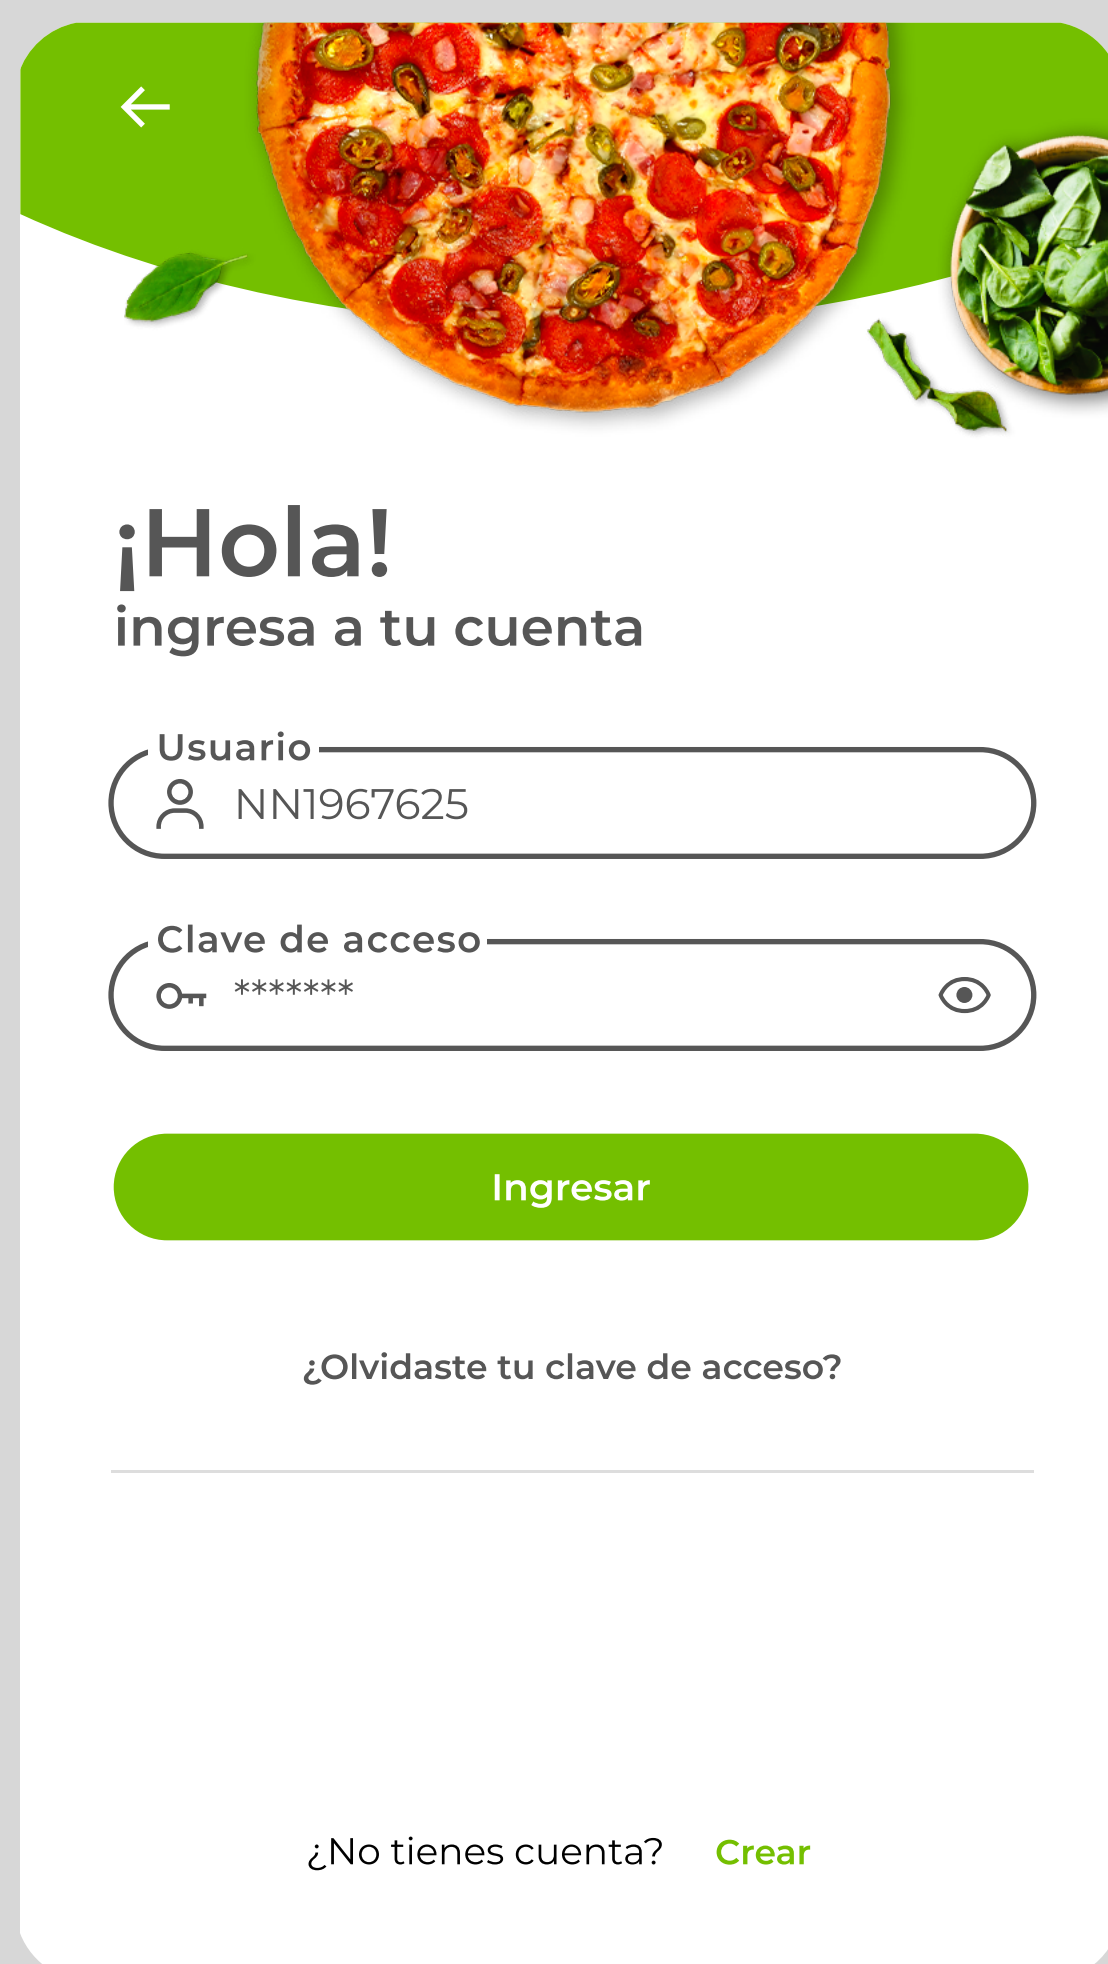 ¡Hola!
ingresa a tu cuenta
Usuario
NN1967625
Clave de acceso
*******
Ingresar
¿Olvidaste tu clave de acceso?
¿No tienes cuenta? Crear